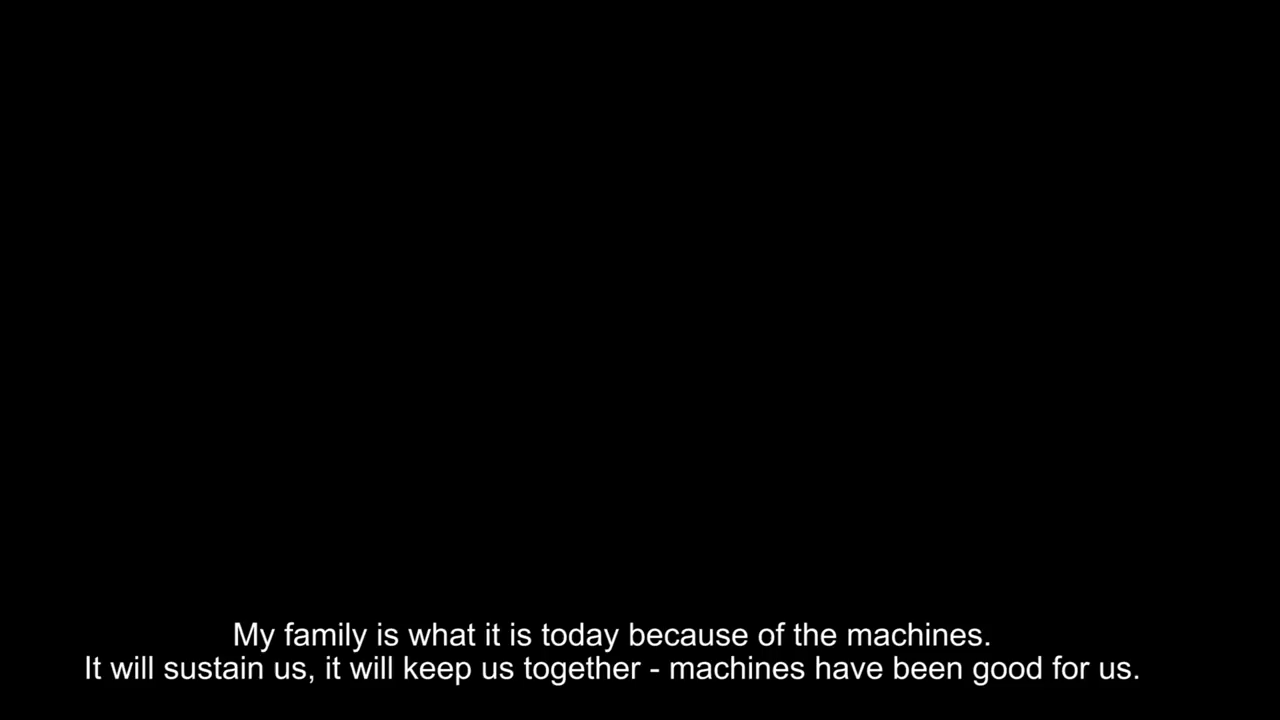 My family is what it is today because of the machines.
It will sustain us, it will keep us together - machines have been good for us.